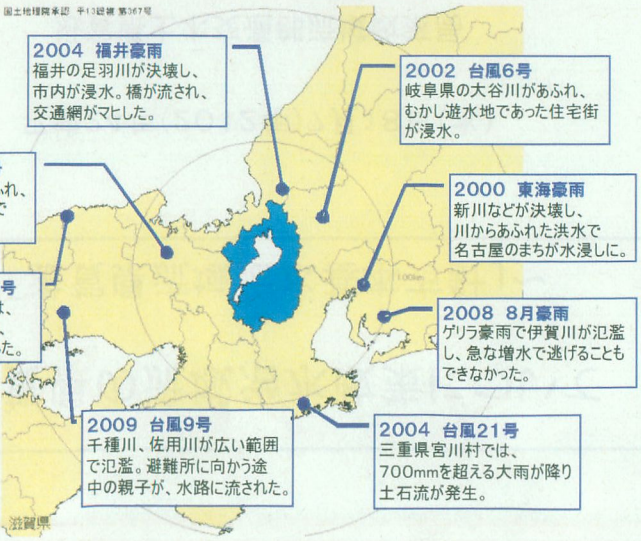 国土地理院承認 平13総複 第367号
2004 福井豪雨
福井の足羽川が決壊し、
市内が浸水。橋が流され、
交通網がマヒした。
2002 台風6号
岐阜県の大谷川があふれ、
むかし遊水地であった住宅街
が浸水。
ふれ、
で
2000 東海豪雨
新川などが決壊し、
川からあふれた洪水で
名古屋のまちが水浸しに。
号
は、
た。
100km
2008 8月豪雨
ゲリラ豪雨で伊賀川が氾濫
し、急な増水で逃げることも
できなかった。
2009 台風9号
千種川、佐用川が広い範囲
で氾濫。避難所に向かう途
中の親子が、水路に流された。
2004 台風21号
三重県宮川村では、
700mmを超える大雨が降り
土石流が発生。
滋賀県